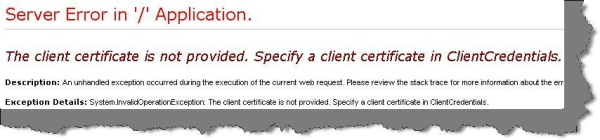 Server Error in '/' Application.
The client certificate is not provided. Specify a client certificate in ClientCredentials.
Description: An unhandled exception occurred during the execution of the current web request. Please review the stack trace for more information about the err
Exception Details: System.InvalidOperationException: The client certificate is not provided. Specify a client certificate in ClientCredentials.